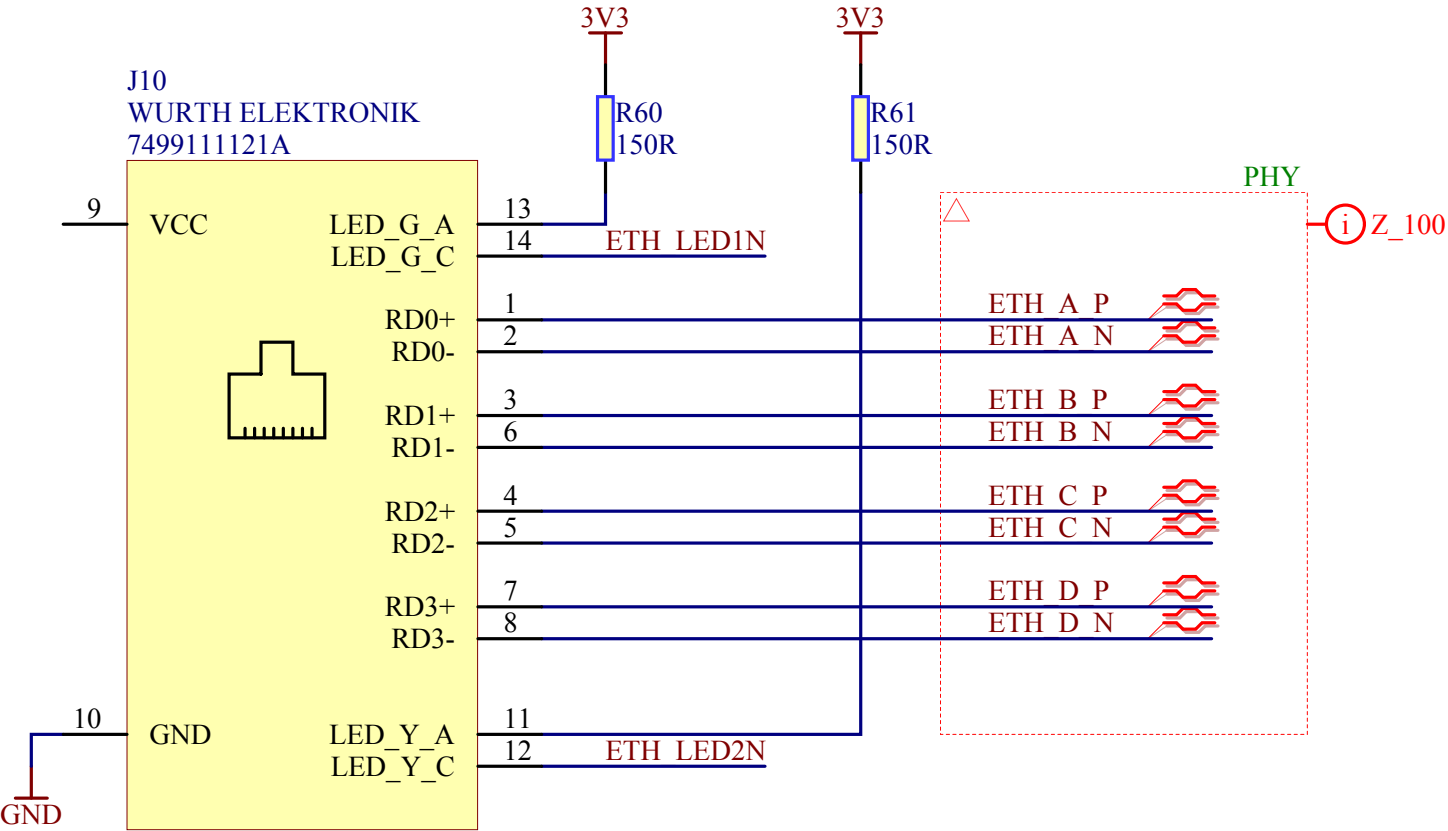 3V3
3V3
J10
WURTH ELEKTRONIK
7499111121A
R60
150R
R61
150R
PHY
i Z_100
9 VCC
LED_G_A 13
LED_G_C 14 ETH_LED1N
RD0+ 1 ETH_A_P
RD0- 2 ETH_A_N
RD1+ 3 ETH_B_P
RD1- 6 ETH_B_N
RD2+ 4 ETH_C_P
RD2- 5 ETH_C_N
RD3+ 7 ETH_D_P
RD3- 8 ETH_D_N
10 GND
LED_Y_A 11
LED_Y_C 12 ETH_LED2N
GND